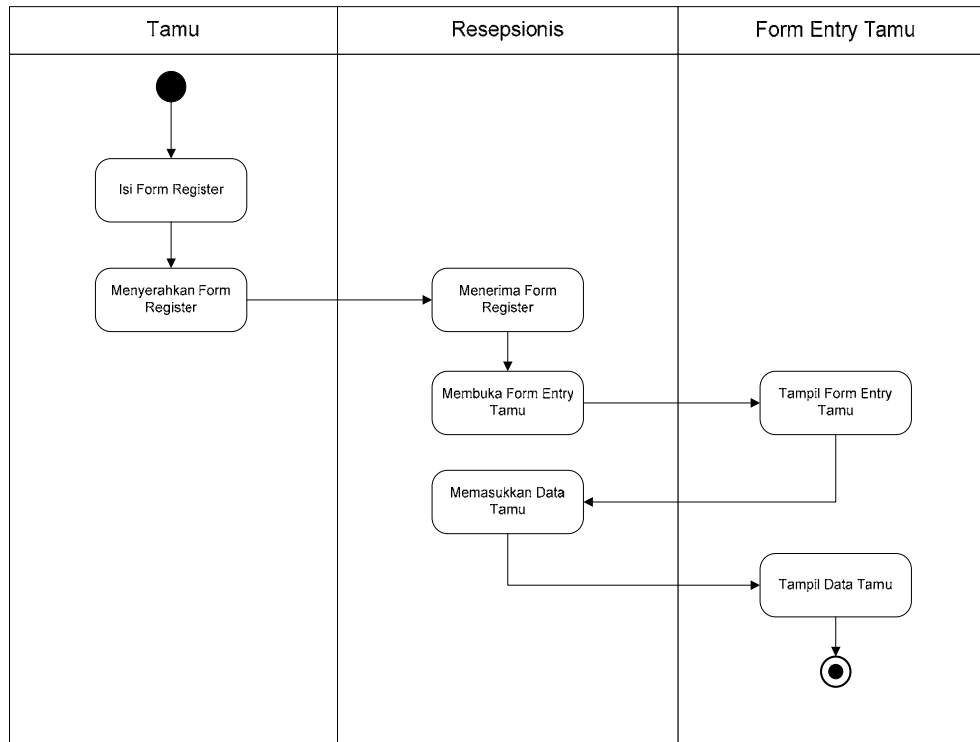 Tamu
Resepsionis
Form Entry Tamu
Isi Form Register
Menyerahkan Form
Register
Menerima Form
Register
Membuka Form Entry
Tamu
Tampil Form Entry
Tamu
Memasukkan Data
Tamu
Tampil Data Tamu